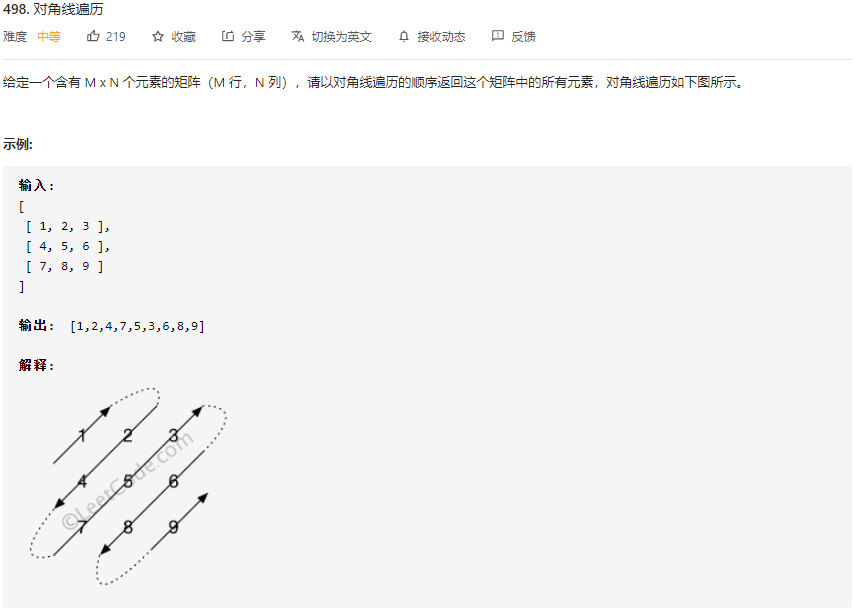 498. 对角线遍历
难度 中等 219 收藏 分享 切换为英文 接收动态 反馈
给定一个含有 M x N 个元素的矩阵（M 行，N 列），请以对角线遍历的顺序返回这个矩阵中的所有元素，对角线遍历如下图所示。
示例:
输入:
[
[ 1, 2, 3 ],
[ 4, 5, 6 ],
[ 7, 8, 9 ]
]
输出: [1,2,4,7,5,3,6,8,9]
解释:
1 2 3
4 5 6
7 8 9
©LeetCode.com